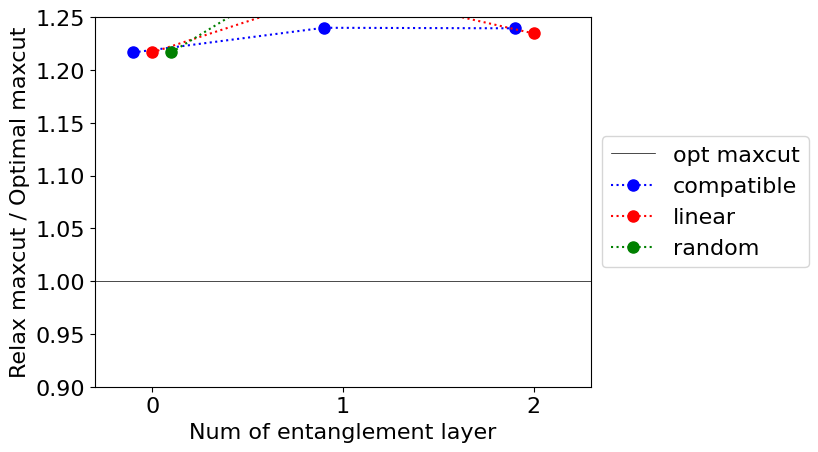 Relax maxcut / Optimal maxcut
1.25
1.20
1.15
1.10
1.05
1.00
0.95
0.90
0
1
2
Num of entanglement layer
opt maxcut
compatible
linear
random